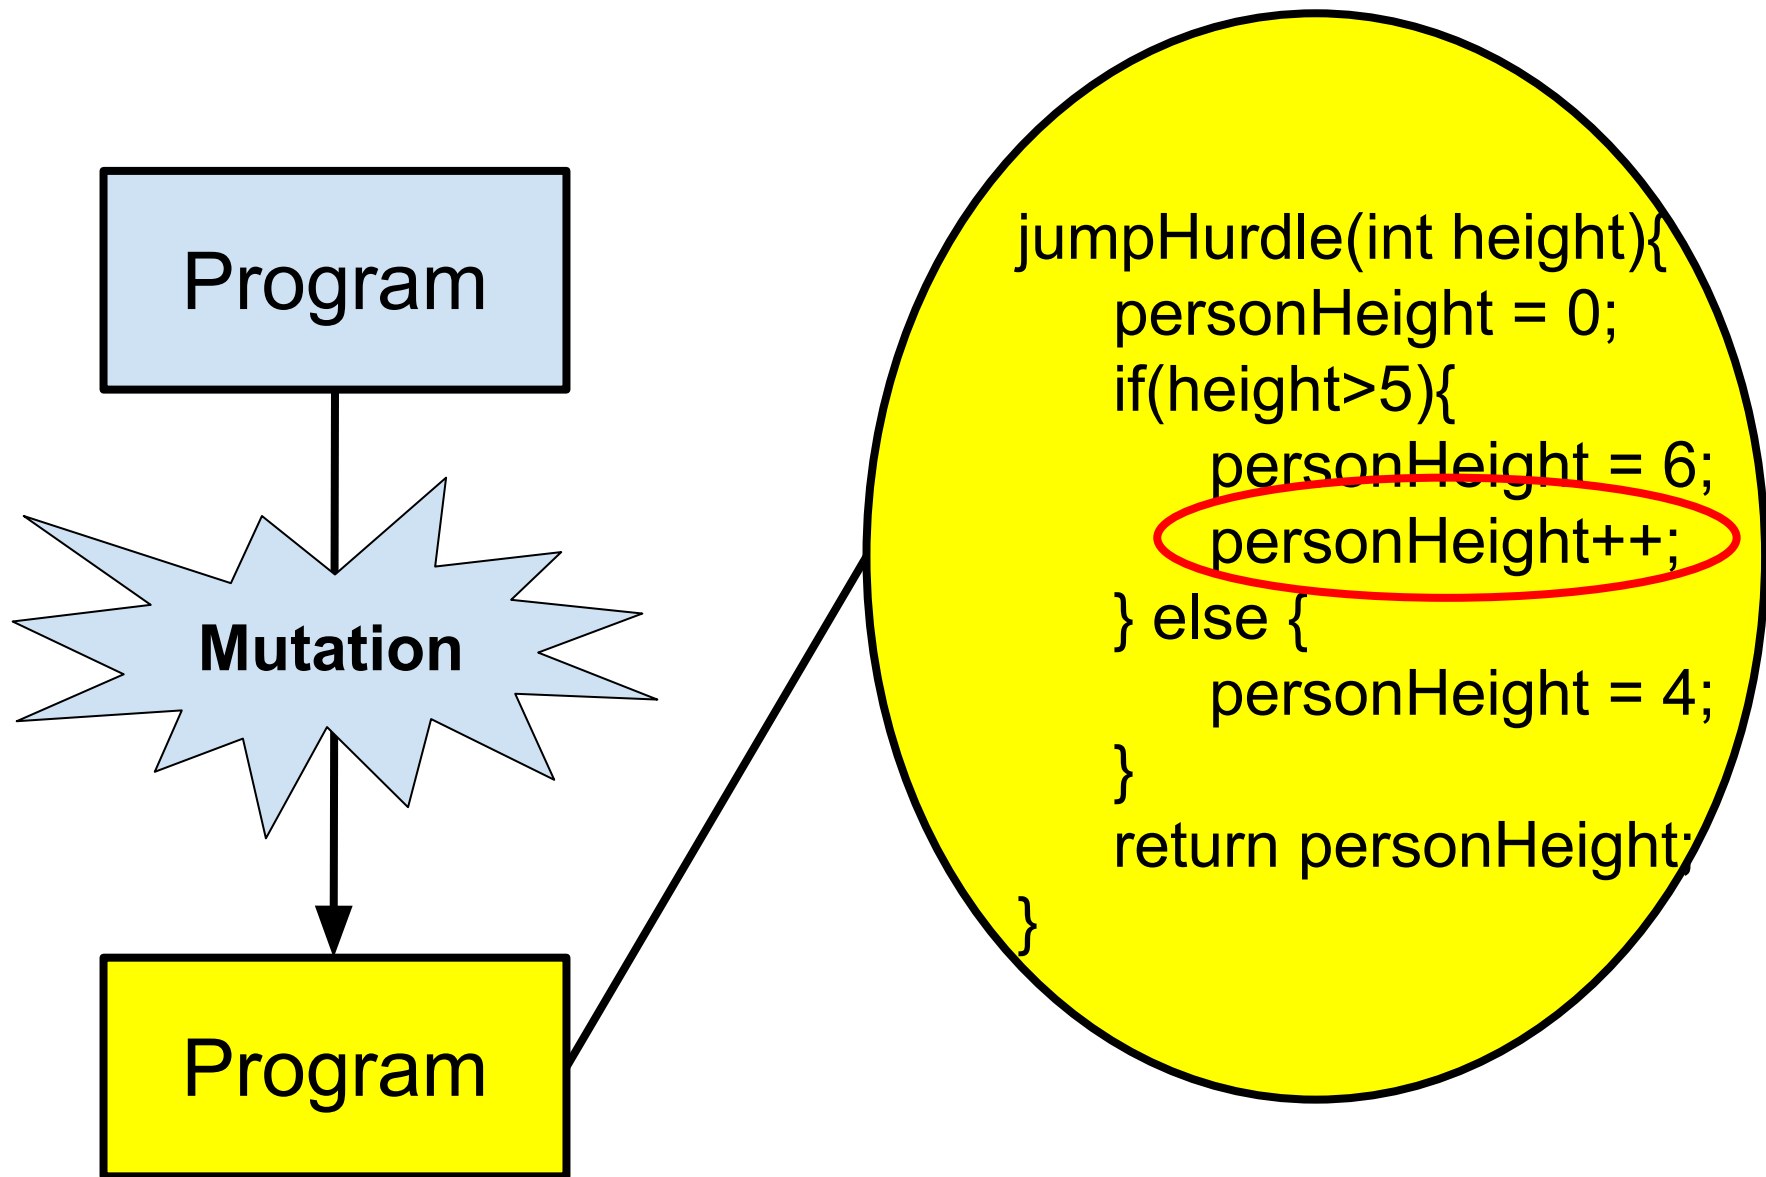 Program
Mutation
Program
jumpHurdle(int height){
personHeight = 0;
if(height>5){
personHeight = 6;
personHeight++;
} else {
personHeight = 4;
}
return personHeight;
}